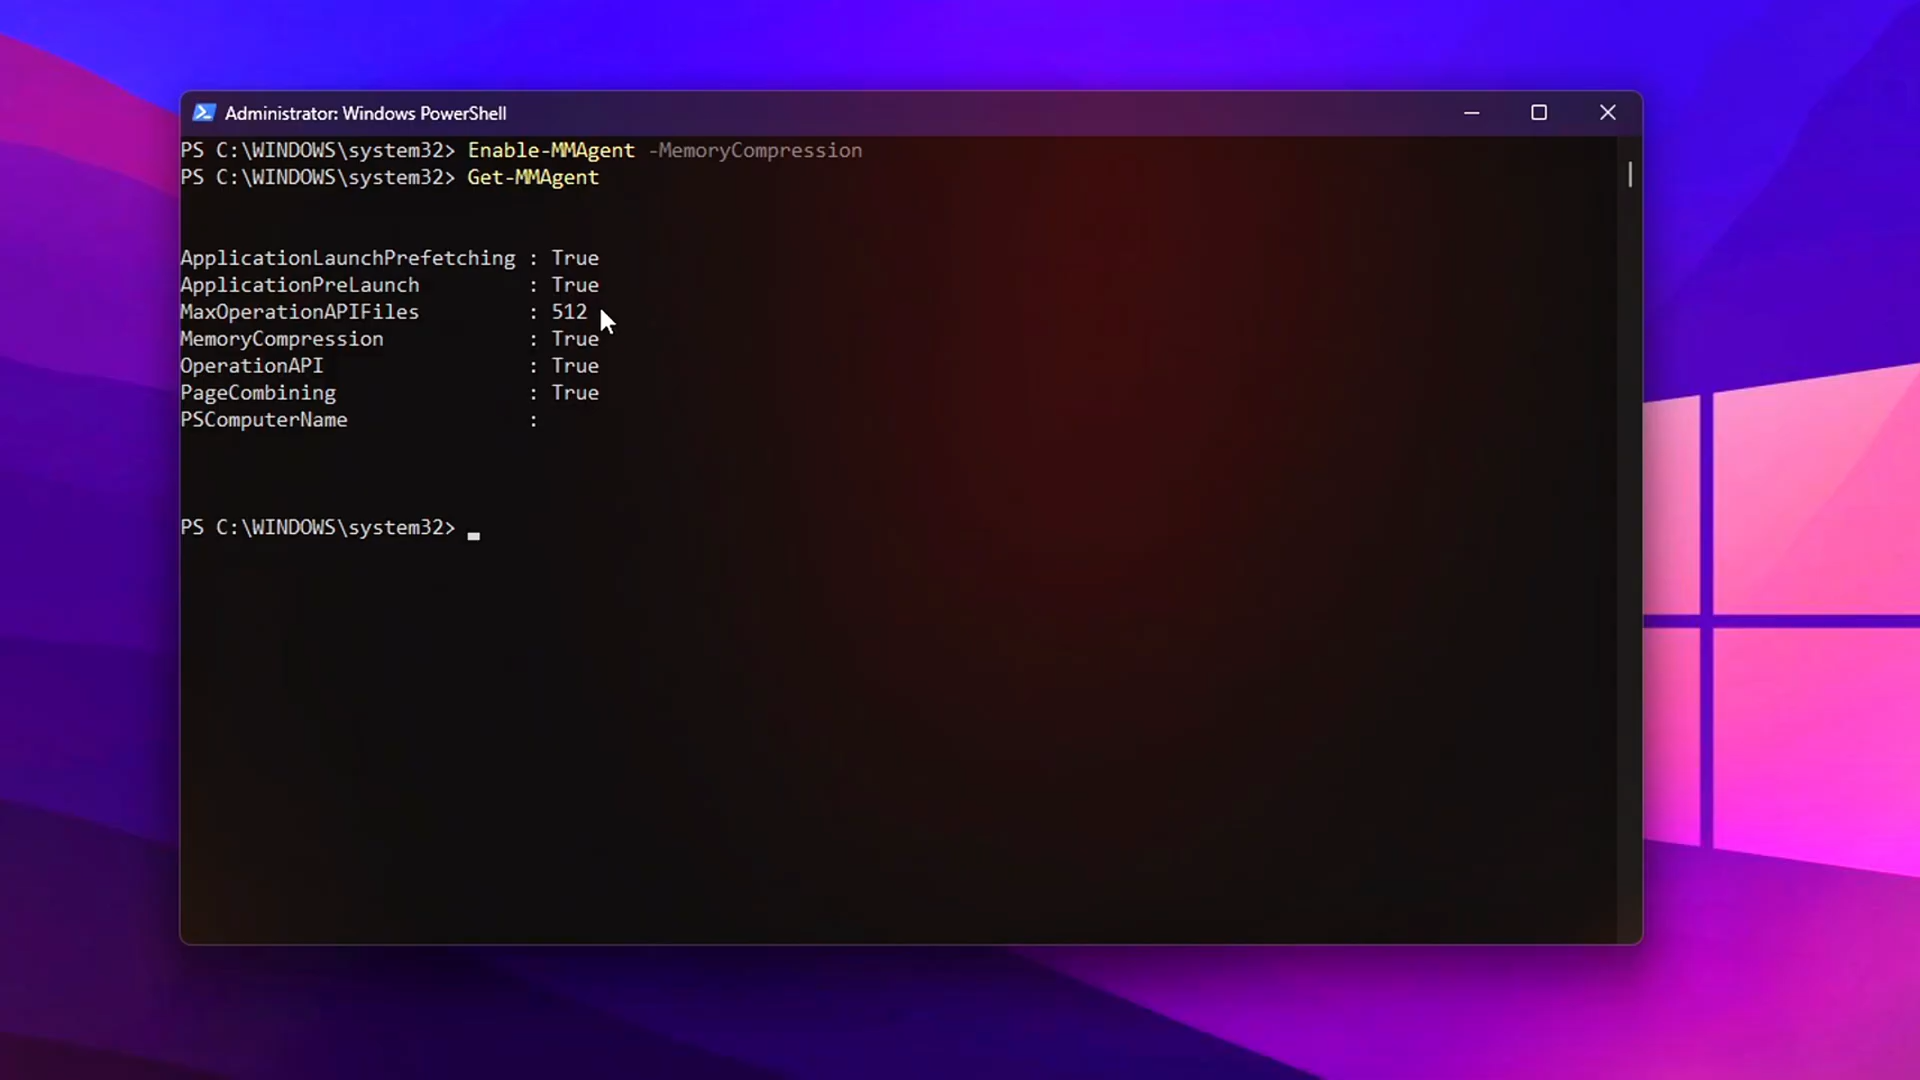 Administrator: Windows PowerShell
PS C:\WINDOWS\system32> Enable-MMAgent -MemoryCompression
PS C:\WINDOWS\system32> Get-MMAgent
ApplicationLaunchPrefetching : True
ApplicationPreLaunch : True
MaxOperationAPIFiles : 512
MemoryCompression : True
OperationAPI : True
PageCombining : True
PSComputerName :
PS C:\WINDOWS\system32>